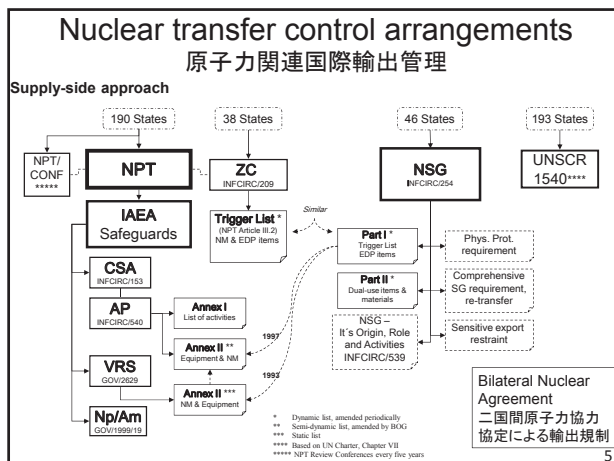 Nuclear transfer control arrangements
原子力関連国際輸出管理
Supply-side approach
190 States
38 States
46 States
193 States
NPT/
CONF
*****
NPT
ZC
INFCIRC/209
NSG
INFCIRC/254
UNSCR
1540****
IAEA
Safeguards
Trigger List *
(NPT Article III.2)
NM & EDP items
Similar
Part I *
Trigger List
EDP items
Phys. Prot.
requirement
CSA
INFCIRC/153
Part II *
Dual-use items &
materials
Comprehensive
SG requirement,
re-transfer
AP
INFCIRC/540
Annex I
List of activities
NSG –
It´s Origin, Role
and Activities
INFCIRC/539
Sensitive export
restraint
1997
Annex II **
Equipment & NM
VRS
GOV/2629
1993
Annex II ***
NM & Equipment
Np/Am
GOV/1999/19
* Dynamic list, amended periodically
** Semi-dynamic list, amended by BOG
*** Static list
**** Based on UN Charter, Chapter VII
***** NPT Review Conferences every five years
Bilateral Nuclear
Agreement
二国間原子力協力
協定による輸出規制
5